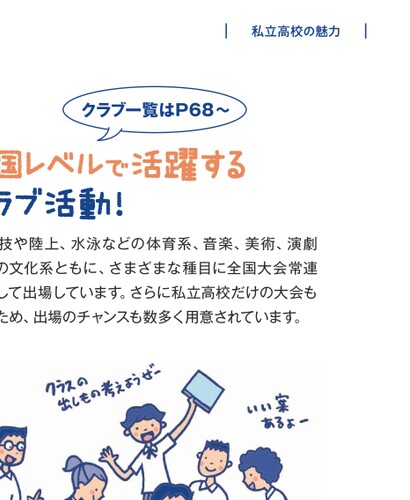 私立高校の魅力
クラブ一覧はP68～
国レベルで活躍する
ラブ活動！
技や陸上、水泳などの体育系、音楽、美術、演劇
の文化系ともに、さまざまな種目に全国大会常連
して出場しています。さらに私立高校だけの大会も
ため、出場のチャンスも数多く用意されています。
クラスの
出しもの考えようぜー
いい案
あるよー